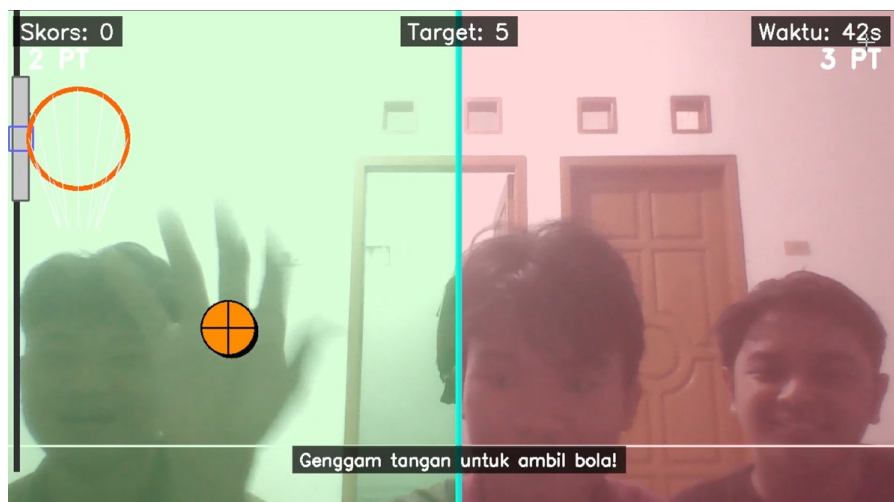 Skors: 0
Target: 5
Waktu: 42s
2 PT
3 PT
Genggam tangan untuk ambil bola!